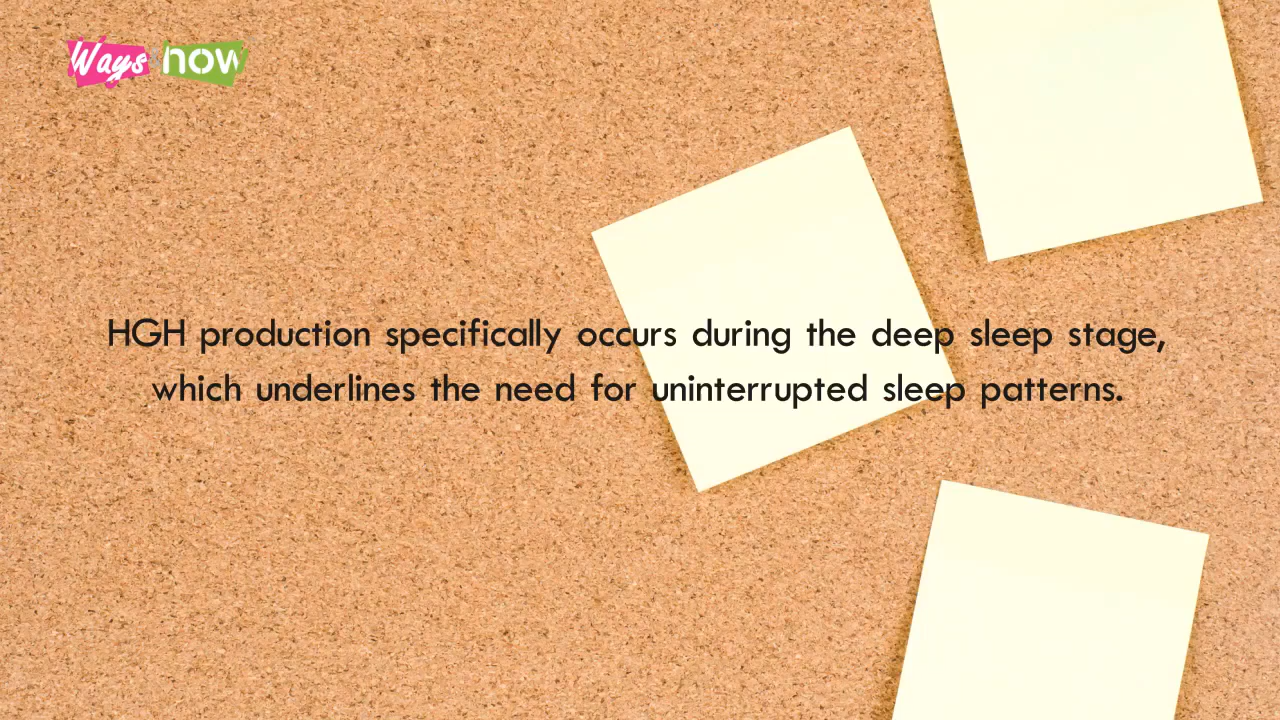 Ways now
HGH production specifically occurs during the deep sleep stage,
which underlines the need for uninterrupted sleep patterns.